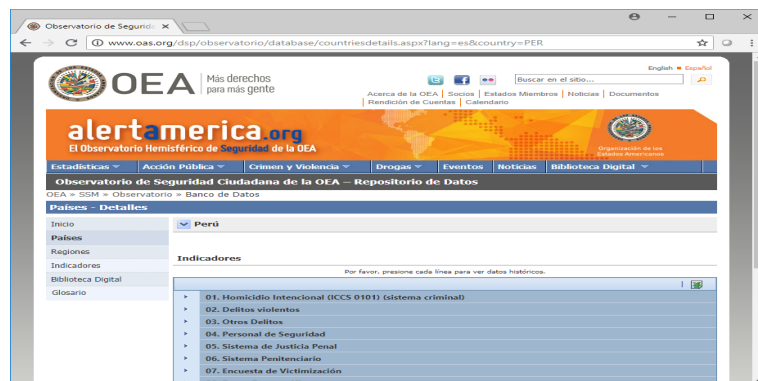 Observatorio de Segurida
www.oas.org/dsp/observatorio/database/countriesdetails.aspx?lang=es&country=PER
English Español
OEA Más derechos para más gente
Buscar en el sitio...
Acerca de la OEA | Socios | Estados Miembros | Noticias | Documentos
| Rendición de Cuentas | Calendario
alertamerica.org
El Observatorio Hemisférico de Seguridad de la OEA
Organización de los
Estados Americanos
Estadísticas Acción Pública Crimen y Violencia Drogas Eventos Noticias Biblioteca Digital
Observatorio de Seguridad Ciudadana de la OEA – Repositorio de Datos
OEA » SSM » Observatorio » Banco de Datos
Países - Detalles
Inicio
Países
Regiones
Indicadores
Biblioteca Digital
Glosario
Perú
Indicadores
Por favor, presione cada línea para ver datos históricos.
01. Homicidio Intencional (ICCS 0101) (sistema criminal)
02. Delitos violentos
03. Otros Delitos
04. Personal de Seguridad
05. Sistema de Justicia Penal
06. Sistema Penitenciario
07. Encuesta de Victimización